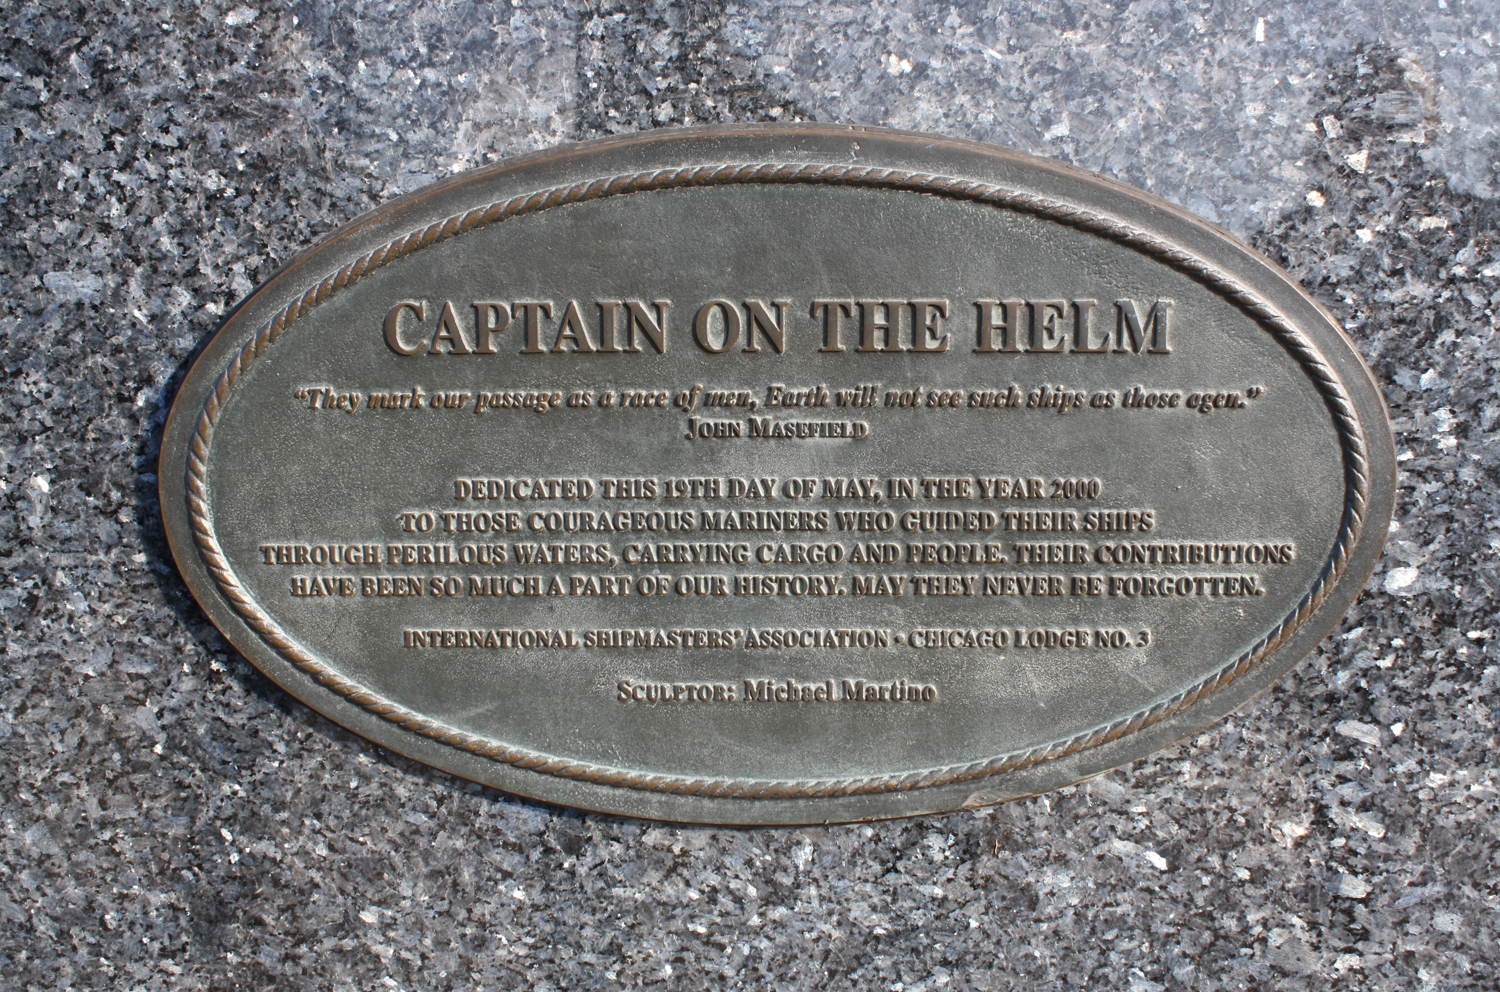 CAPTAIN ON THE HELM
“They mark our passage as a race of men, Earth will not see such ships as those agen.”
JOHN MASEFIELD
DEDICATED THIS 19TH DAY OF MAY, IN THE YEAR 2000
TO THOSE COURAGEOUS MARINERS WHO GUIDED THEIR SHIPS
THROUGH PERILOUS WATERS, CARRYING CARGO AND PEOPLE. THEIR CONTRIBUTIONS
HAVE BEEN SO MUCH A PART OF OUR HISTORY. MAY THEY NEVER BE FORGOTTEN.
INTERNATIONAL SHIPMASTERS’ ASSOCIATION • CHICAGO LODGE NO. 3
SCULPTOR: Michael Martino